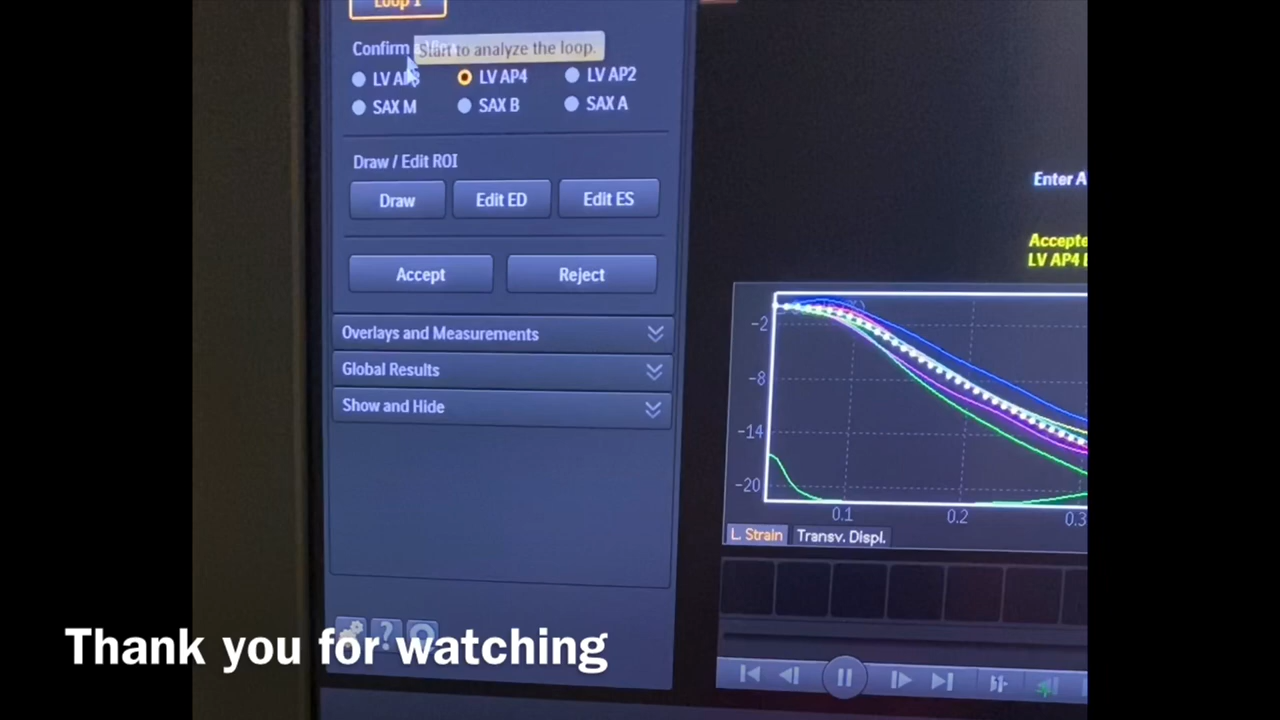 Loop 1
Confirm
Start to analyze the loop.
LV AP3
LV AP4
LV AP2
SAX M
SAX B
SAX A
Draw / Edit ROI
Draw
Edit ED
Edit ES
Accept
Reject
Overlays and Measurements
Global Results
Show and Hide
Enter A
Accepte
LV AP4
-2
-8
-14
-20
0.1
0.2
0.3
L. Strain
Transv. Displ.
?
Thank you for watching